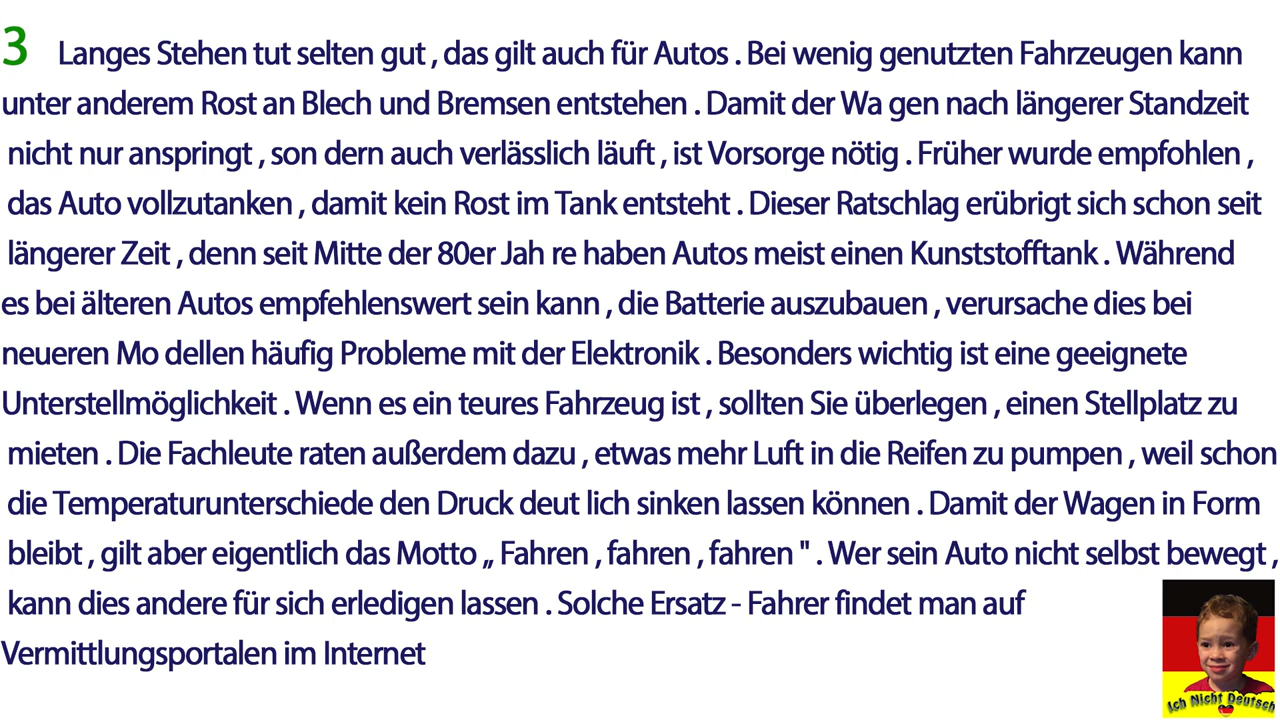 3 Langes Stehen tut selten gut , das gilt auch für Autos . Bei wenig genutzten Fahrzeugen kann
unter anderem Rost an Blech und Bremsen entstehen . Damit der Wa gen nach längerer Standzeit
nicht nur anspringt , son dern auch verlässlich läuft , ist Vorsorge nötig . Früher wurde empfohlen ,
das Auto vollzutanken , damit kein Rost im Tank entsteht . Dieser Ratschlag erübrigt sich schon seit
längerer Zeit , denn seit Mitte der 80er Jah re haben Autos meist einen Kunststofftank . Während
es bei älteren Autos empfehlenswert sein kann , die Batterie auszubauen , verursache dies bei
neueren Mo dellen häufig Probleme mit der Elektronik . Besonders wichtig ist eine geeignete
Unterstellmöglichkeit . Wenn es ein teures Fahrzeug ist , sollten Sie überlegen , einen Stellplatz zu
mieten . Die Fachleute raten außerdem dazu , etwas mehr Luft in die Reifen zu pumpen , weil schon
die Temperaturunterschiede den Druck deut lich sinken lassen können . Damit der Wagen in Form
bleibt , gilt aber eigentlich das Motto „ Fahren , fahren , fahren " . Wer sein Auto nicht selbst bewegt ,
kann dies andere für sich erledigen lassen . Solche Ersatz - Fahrer findet man auf
Vermittlungsportalen im Internet
Ich Nicht Deutsch